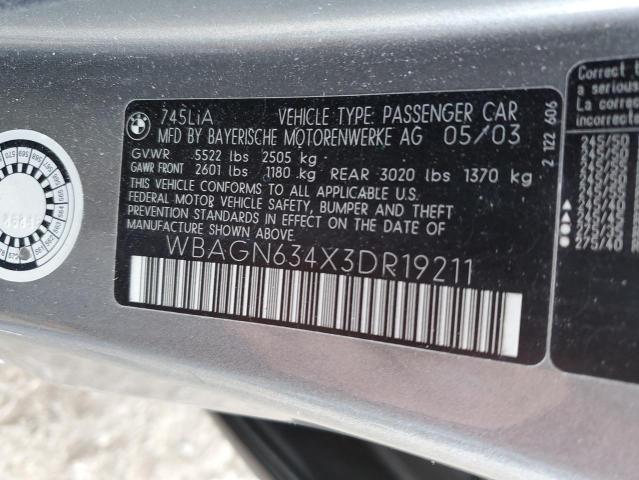 745LiA VEHICLE TYPE: PASSENGER CAR
MFD BY BAYERISCHE MOTORENWERKE AG 05/03
GVWR 5522 lbs 2505 kg
GAWR FRONT 2601 lbs 1180 kg REAR 3020 lbs 1370 kg
THIS VEHICLE CONFORMS TO ALL APPLICABLE U.S.
FEDERAL MOTOR VEHICLE SAFETY, BUMPER AND THEFT
PREVENTION STANDARDS IN EFFECT ON THE DATE OF
MANUFACTURE SHOWN ABOVE.
WBAGN634X3DR19211
2 122 606
Correct
a serious
La correc
incorrecte